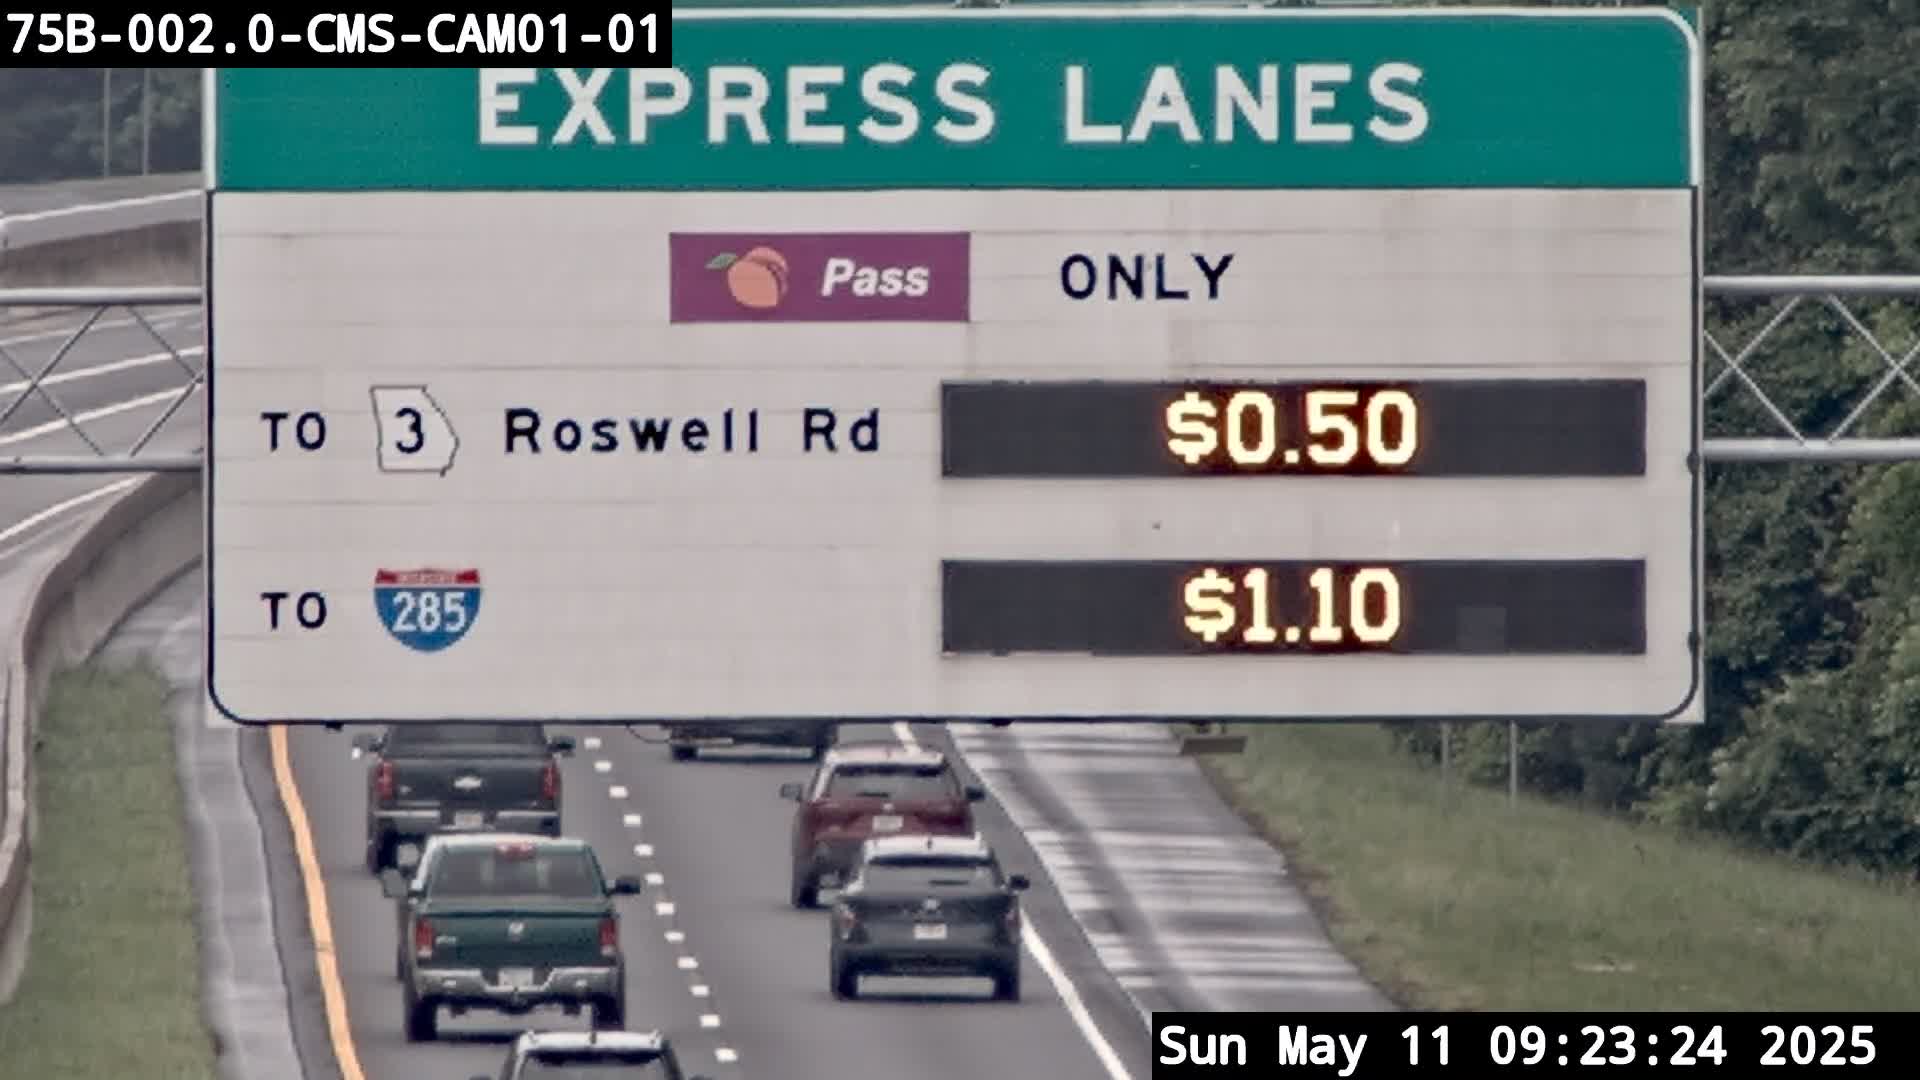 75B-002.0-CMS-CAM01-01
EXPRESS LANES
Pass ONLY
TO 3 Roswell Rd $0.50
TO 285 $1.10
Sun May 11 09:23:24 2025